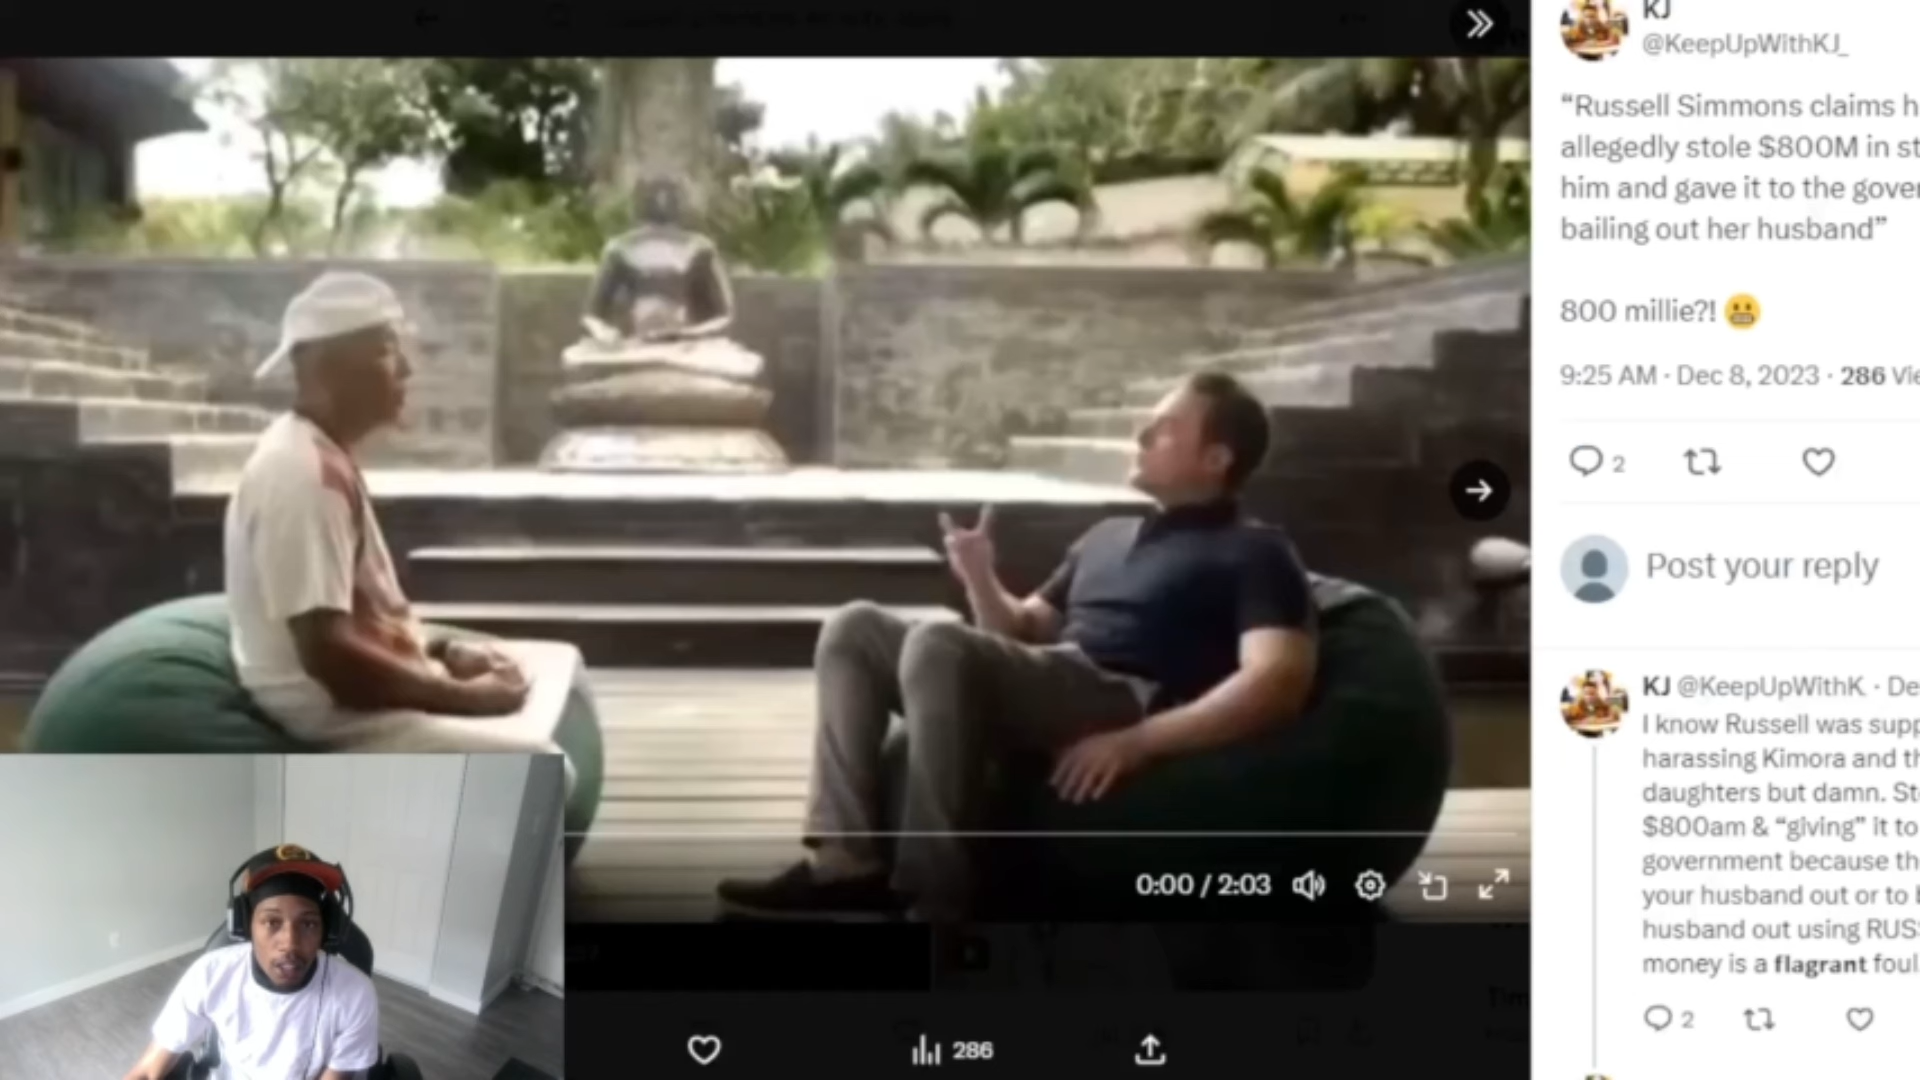 KJ
@KeepUpWithKJ_
“Russell Simmons claims h
allegedly stole $800M in st
him and gave it to the gover
bailing out her husband”
800 millie?! 😬
9:25 AM · Dec 8, 2023 · 286 Vie
2
Post your reply
KJ @KeepUpWithK · De
I know Russell was supp
harassing Kimora and th
daughters but damn. St
$800am & “giving” it to
government because th
your husband out or to b
husband out using RUS
money is a flagrant foul
2
0:00 / 2:03
286